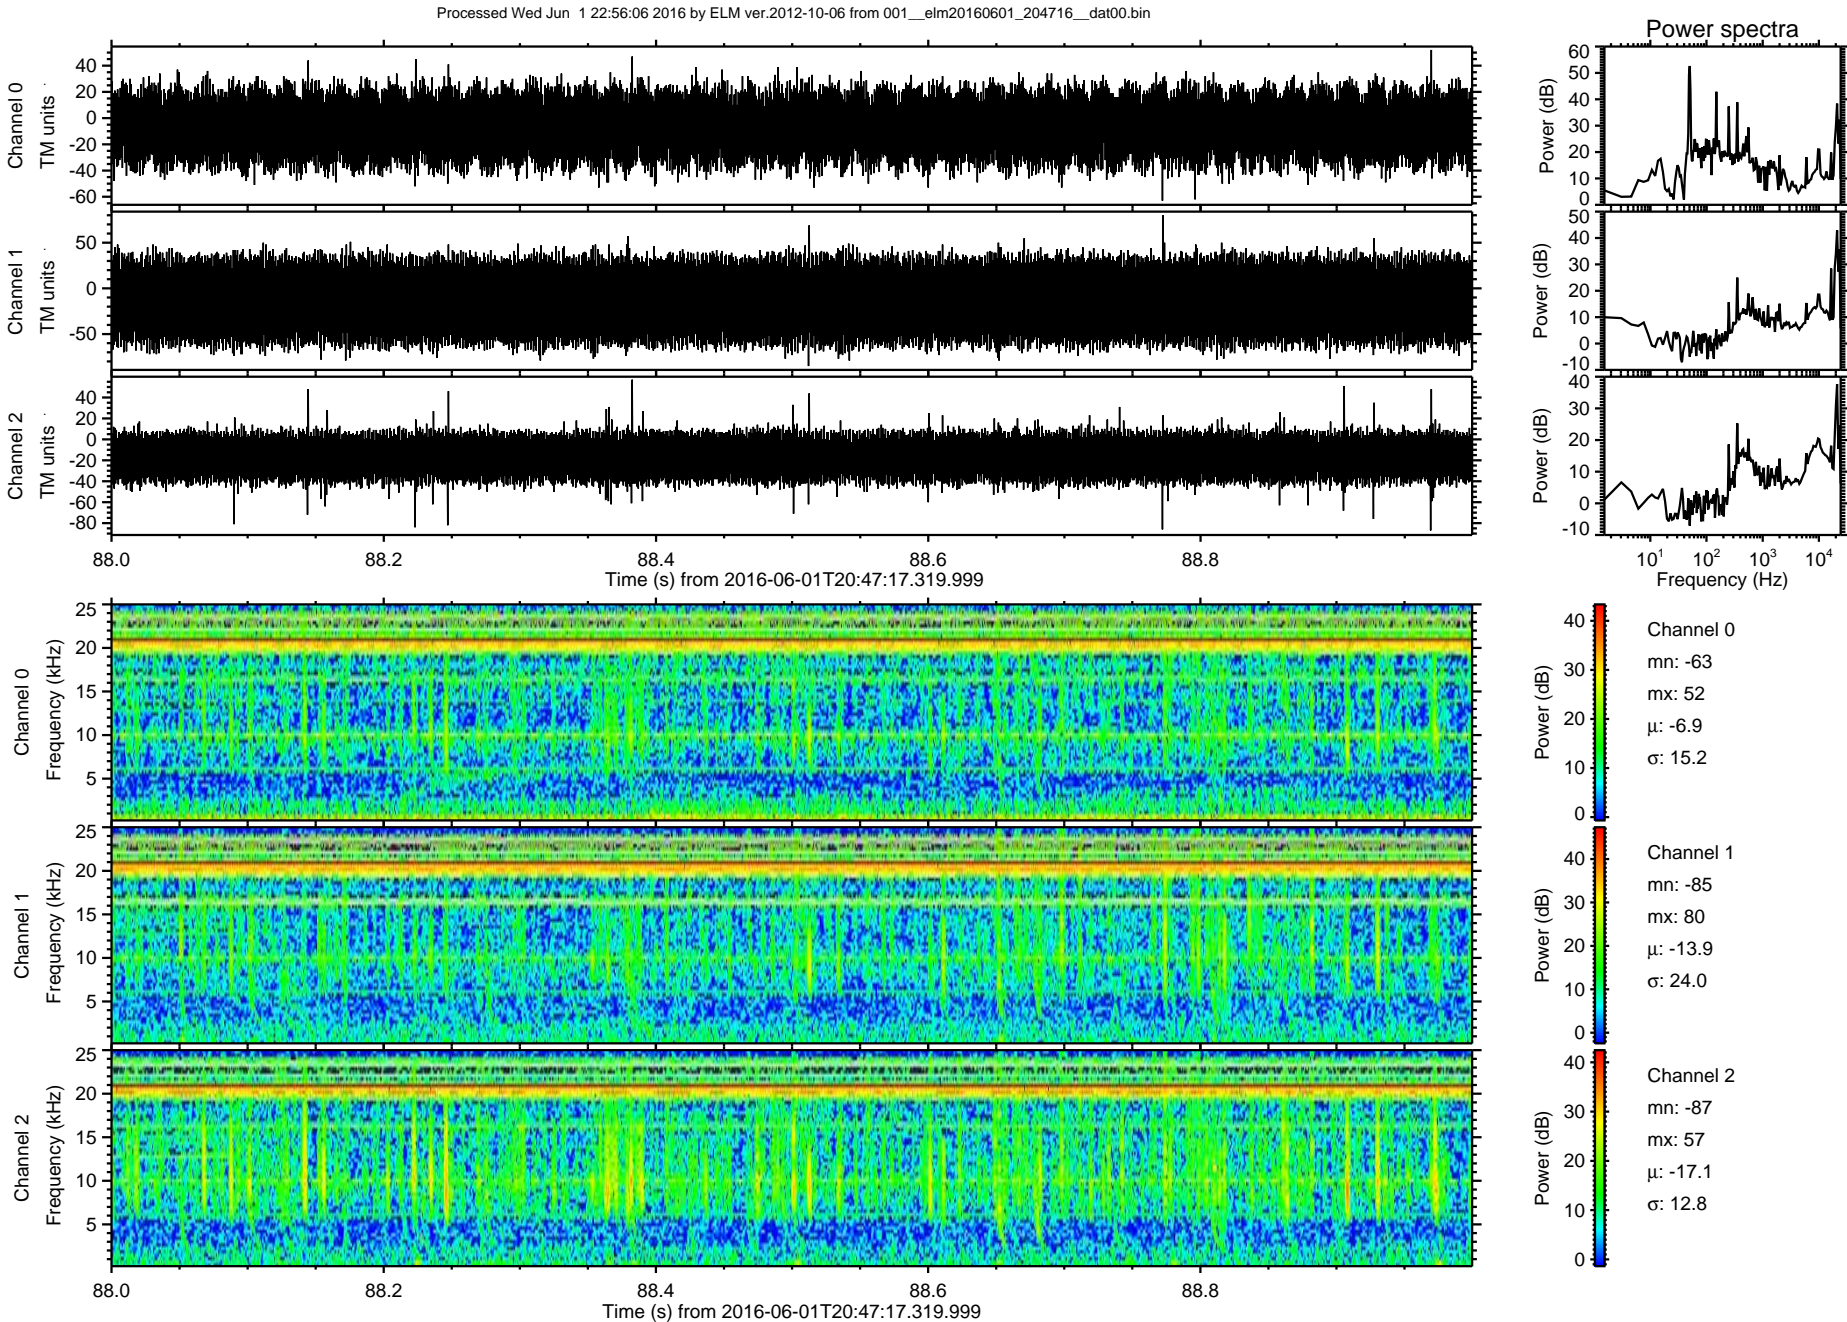 Processed Wed Jun  1 22:56:06 2016 by ELM ver.2012-10-06 from 001__elm20160601_204716__dat00.bin
Power spectra
Channel 0
TM units
40
20
0
-20
-40
-60
Power (dB)
60
50
40
30
20
10
0
Channel 1
TM units
50
0
-50
Power (dB)
50
40
30
20
10
0
-10
Channel 2
TM units
40
20
0
-20
-40
-60
-80
Power (dB)
40
30
20
10
0
-10
88.0 88.2 88.4 88.6 88.8
Time (s) from 2016-06-01T20:47:17.319.999
10^1 10^2 10^3 10^4
Frequency (Hz)
Channel 0
Frequency (kHz)
25
20
15
10
5
Power (dB)
40
30
20
10
0
Channel 0
mn: -63
mx: 52
μ: -6.9
σ: 15.2
Channel 1
Frequency (kHz)
25
20
15
10
5
Power (dB)
40
30
20
10
0
Channel 1
mn: -85
mx: 80
μ: -13.9
σ: 24.0
Channel 2
Frequency (kHz)
25
20
15
10
5
Power (dB)
40
30
20
10
0
Channel 2
mn: -87
mx: 57
μ: -17.1
σ: 12.8
88.0 88.2 88.4 88.6 88.8
Time (s) from 2016-06-01T20:47:17.319.999